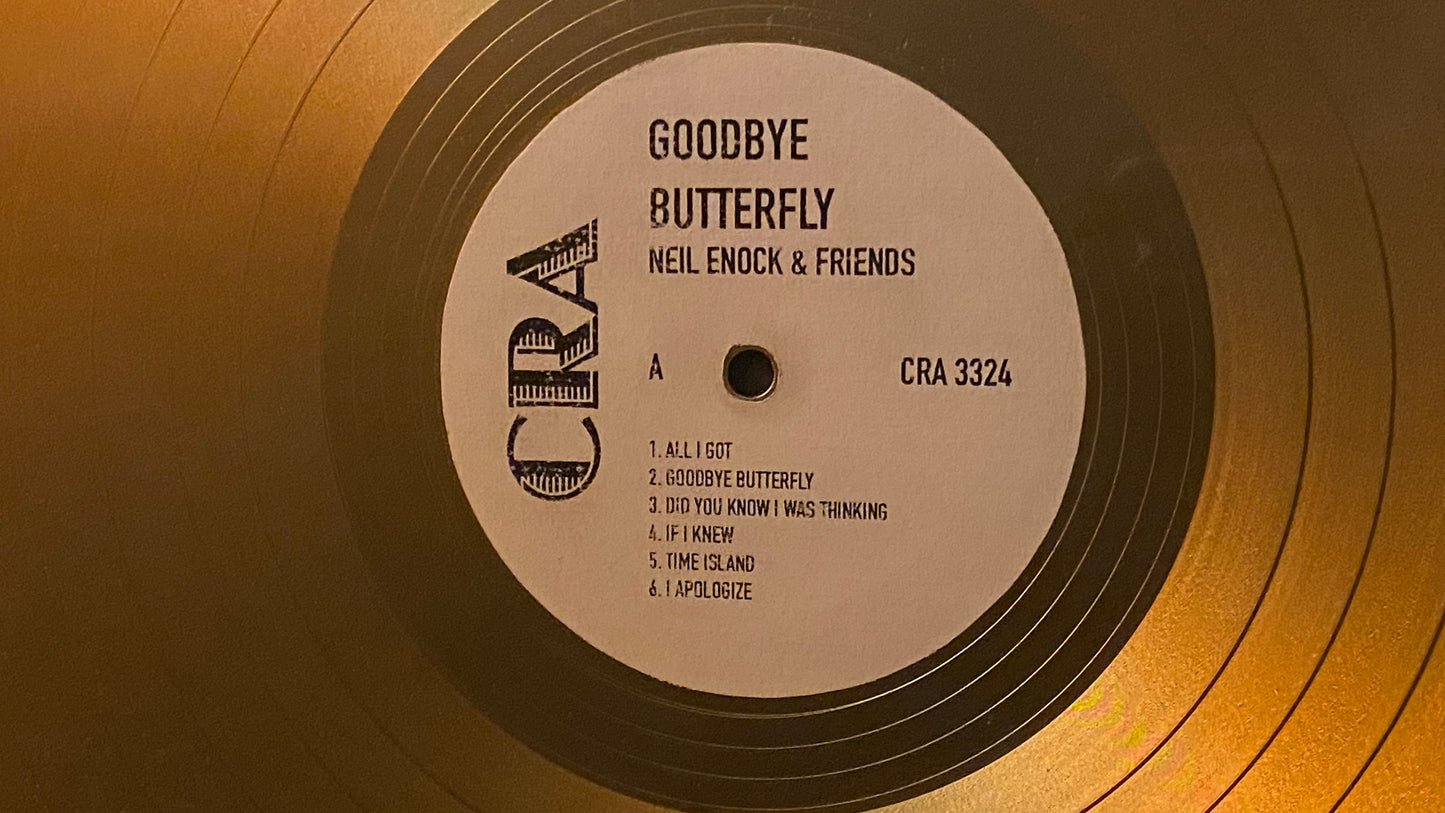 GOODBYE
BUTTERFLY
NEIL ENOCK & FRIENDS
CRA
A
CRA 3324
1. ALL I GOT
2. GOODBYE BUTTERFLY
3. DID YOU KNOW I WAS THINKING
4. IF I KNEW
5. TIME ISLAND
6. I APOLOGIZE